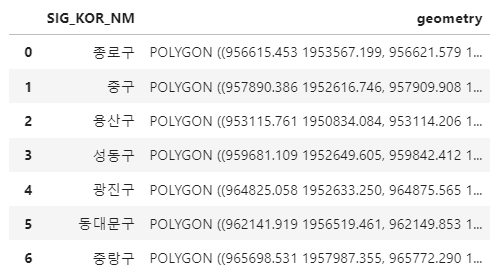 SIG_KOR_NM geometry
0 종로구 POLYGON ((956615.453 1953567.199, 956621.579 1...
1 중구 POLYGON ((957890.386 1952616.746, 957909.908 1...
2 용산구 POLYGON ((953115.761 1950834.084, 953114.206 1...
3 성동구 POLYGON ((959681.109 1952649.605, 959842.412 1...
4 광진구 POLYGON ((964825.058 1952633.250, 964875.565 1...
5 동대문구 POLYGON ((962141.919 1956519.461, 962149.853 1...
6 중랑구 POLYGON ((965698.531 1957987.355, 965772.290 1...